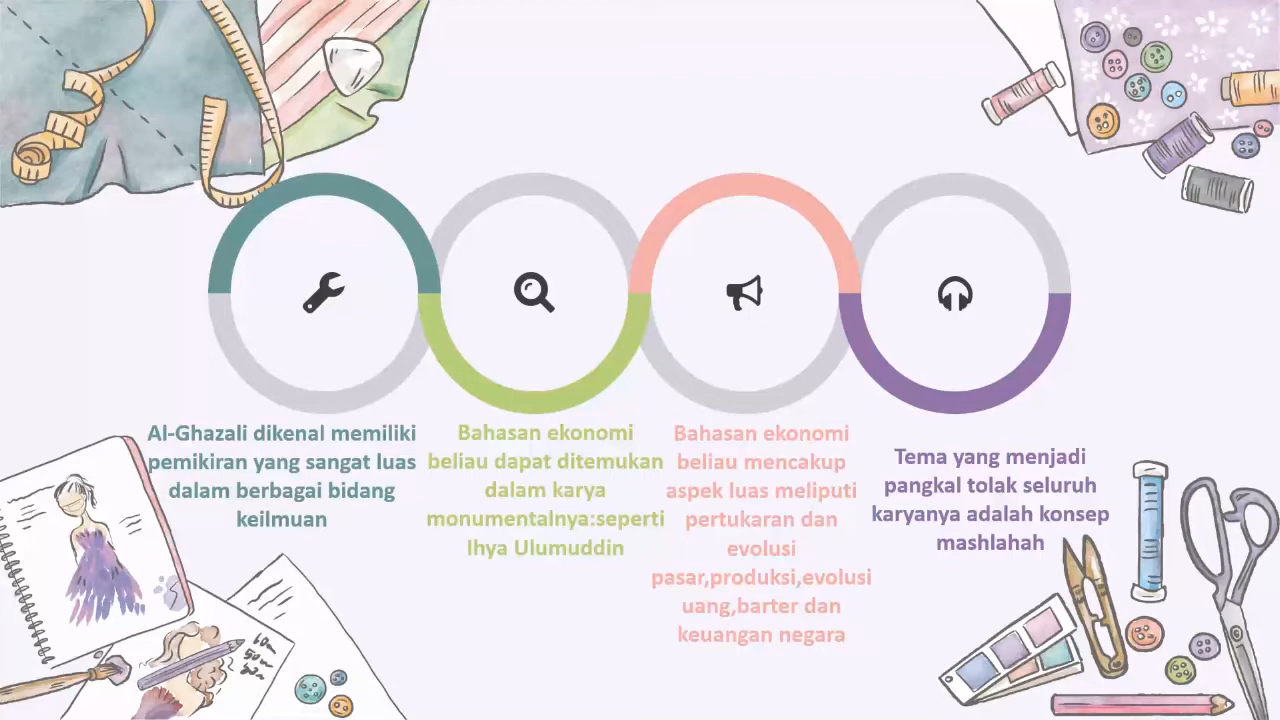 Al-Ghazali dikenal memiliki
pemikiran yang sangat luas
dalam berbagai bidang
keilmuan
Bahasan ekonomi
beliau dapat ditemukan
dalam karya
monumentalnya:seperti
Ihya Ulumuddin
Bahasan ekonomi
beliau mencakup
aspek luas meliputi
pertukaran dan
evolusi
pasar,produksi,evolusi
uang,barter dan
keuangan negara
Tema yang menjadi
pangkal tolak seluruh
karyanya adalah konsep
mashlahah